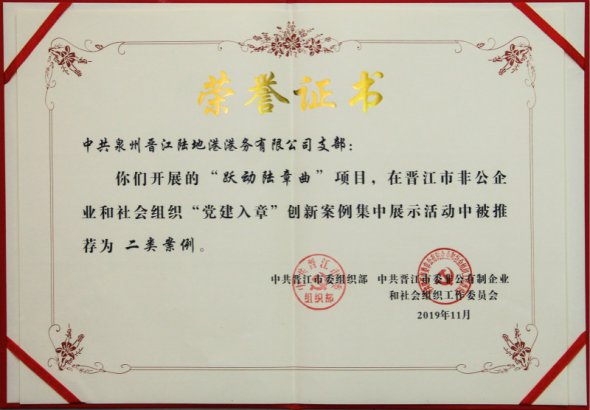 荣誉证书
中共泉州晋江陆地港港务有限公司支部：
你们开展的“跃动陆章曲”项目，在晋江市非公企
业和社会组织“党建入章”创新案例集中展示活动中被推
荐为 二类案例。
中共晋江市委组织部 中共晋江市委非公有制企业
和社会组织工作委员会
2019年11月
组织部